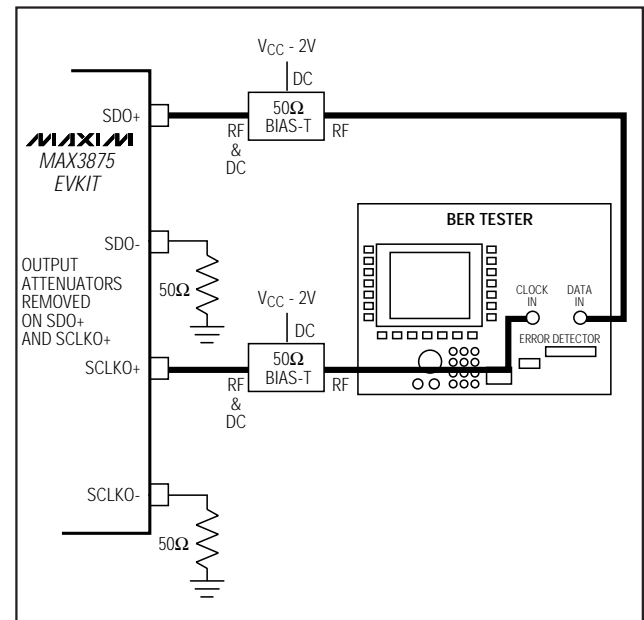 V_CC - 2V
DC
SDO+
50Ω
BIAS-T
RF
&
DC
RF
MAXIM
MAX3875
EVKIT
BER TESTER
SDO-
OUTPUT
ATTENUATORS
REMOVED
ON SDO+
AND SCLKO+
50Ω
V_CC - 2V
DC
CLOCK
IN
DATA
IN
ERROR DETECTOR
SCLKO+
50Ω
BIAS-T
RF
&
DC
RF
SCLKO-
50Ω